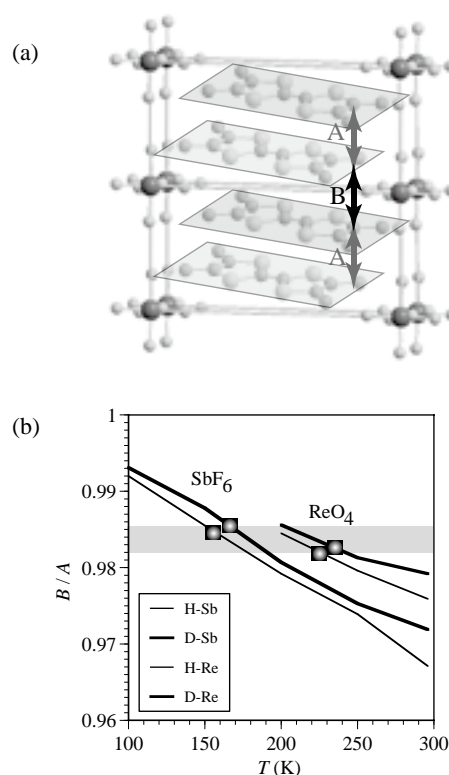 (a)
A
B
A
(b)
1
0.99
0.98
0.97
0.96
B / A
SbF6
ReO4
H-Sb
D-Sb
H-Re
D-Re
100 150 200 250 300
T (K)